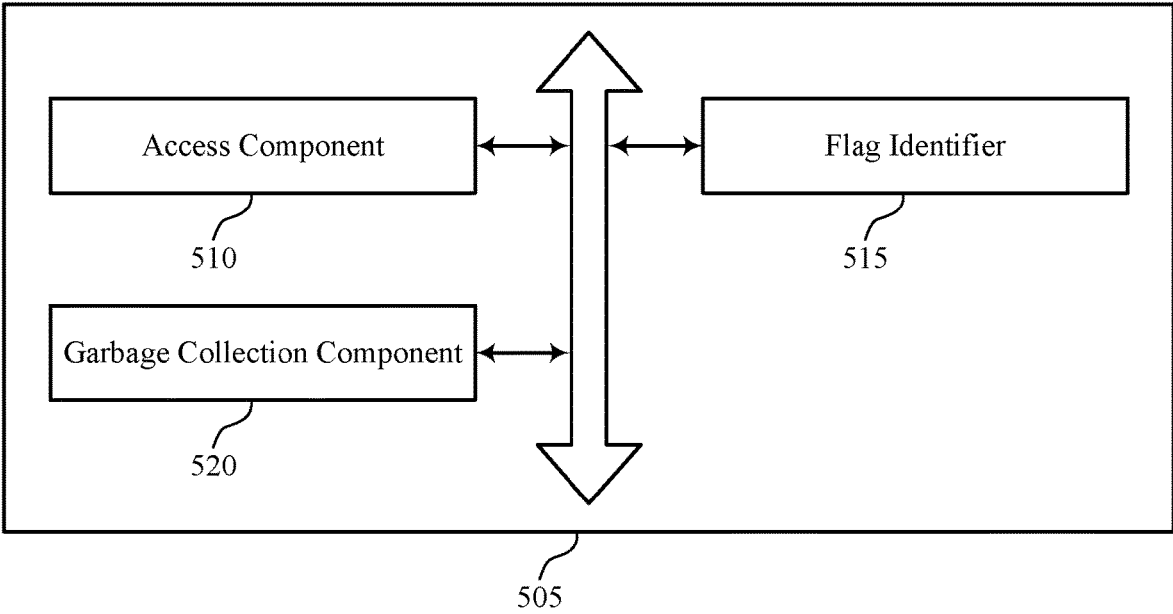 Access Component
Flag Identifier
510
515
Garbage Collection Component
520
505